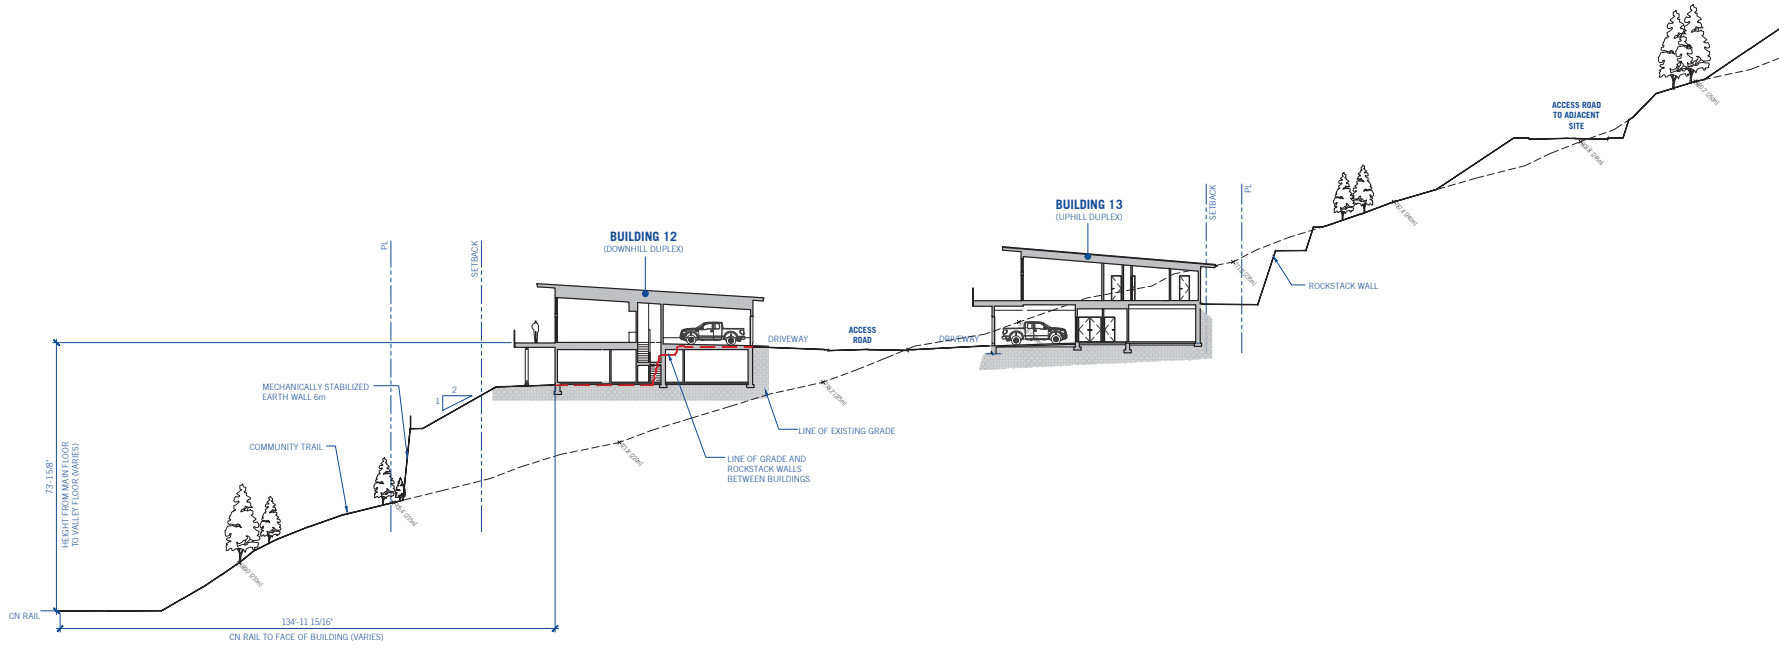 ACCESS ROAD
TO ADJACENT
SITE
BUILDING 13
(UPHILL DUPLEX)
SETBACK
PL
BUILDING 12
(DOWNHILL DUPLEX)
PL
SETBACK
ROCKSTACK WALL
DRIVEWAY
ACCESS
ROAD
DRIVEWAY
MECHANICALLY STABILIZED
EARTH WALL 6m
2
1
LINE OF EXISTING GRADE
COMMUNITY TRAIL
LINE OF GRADE AND
ROCKSTACK WALLS
BETWEEN BUILDINGS
73'-1 5/8"
HEIGHT FROM MAIN FLOOR
TO VALLEY FLOOR (VARIES)
CN RAIL
134'-11 15/16"
CN RAIL TO FACE OF BUILDING (VARIES)